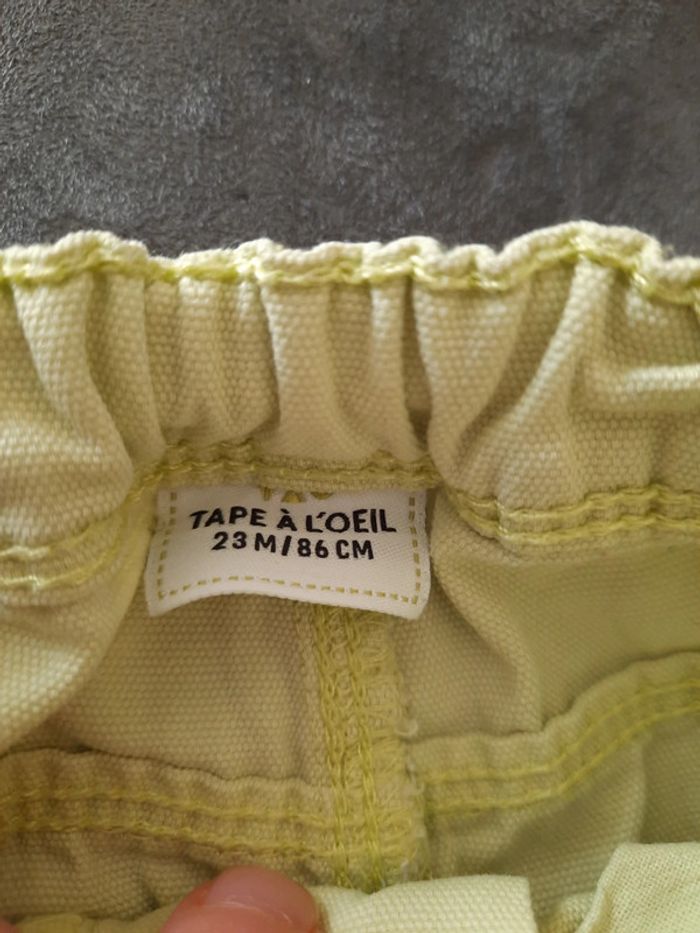 TAPE À L'OEIL
23 M/86 CM